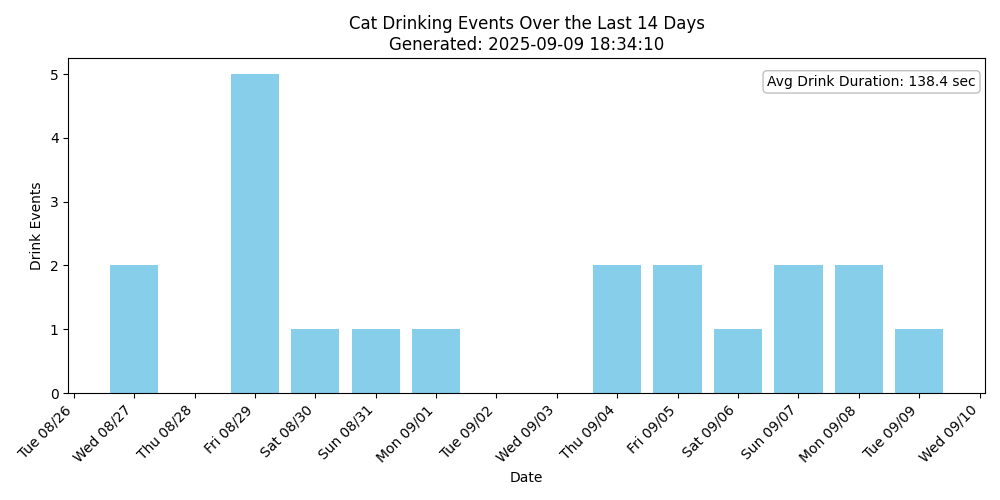 Cat Drinking Events Over the Last 14 Days
Generated: 2025-09-09 18:34:10
Avg Drink Duration: 138.4 sec
Drink Events
5
4
3
2
1
0
Tue 08/26
Wed 08/27
Thu 08/28
Fri 08/29
Sat 08/30
Sun 08/31
Mon 09/01
Tue 09/02
Wed 09/03
Thu 09/04
Fri 09/05
Sat 09/06
Sun 09/07
Mon 09/08
Tue 09/09
Wed 09/10
Date